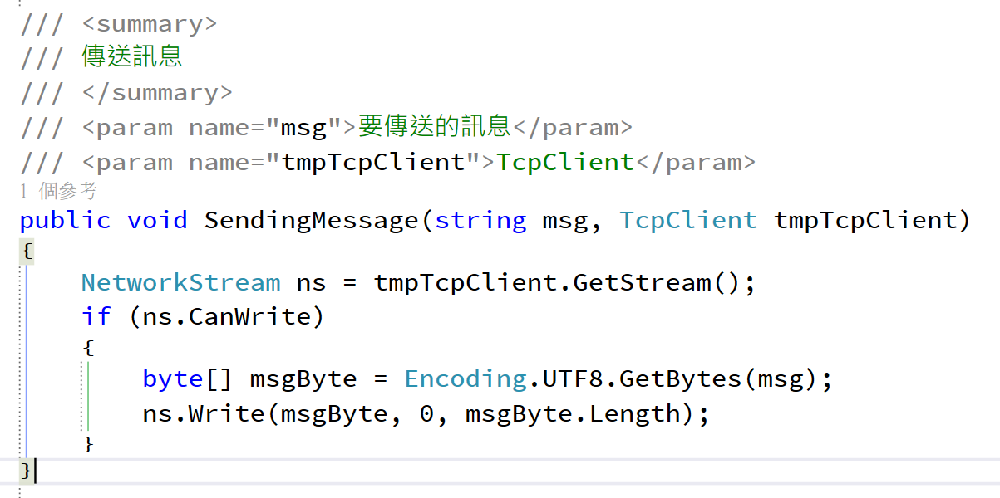 /// <summary>
/// 傳送訊息
/// </summary>
/// <param name="msg">要傳送的訊息</param>
/// <param name="tmpTcpClient">TcpClient</param>
1 個參考
public void SendingMessage(string msg, TcpClient tmpTcpClient)
{
    NetworkStream ns = tmpTcpClient.GetStream();
    if (ns.CanWrite)
    {
        byte[] msgByte = Encoding.UTF8.GetBytes(msg);
        ns.Write(msgByte, 0, msgByte.Length);
    }
}